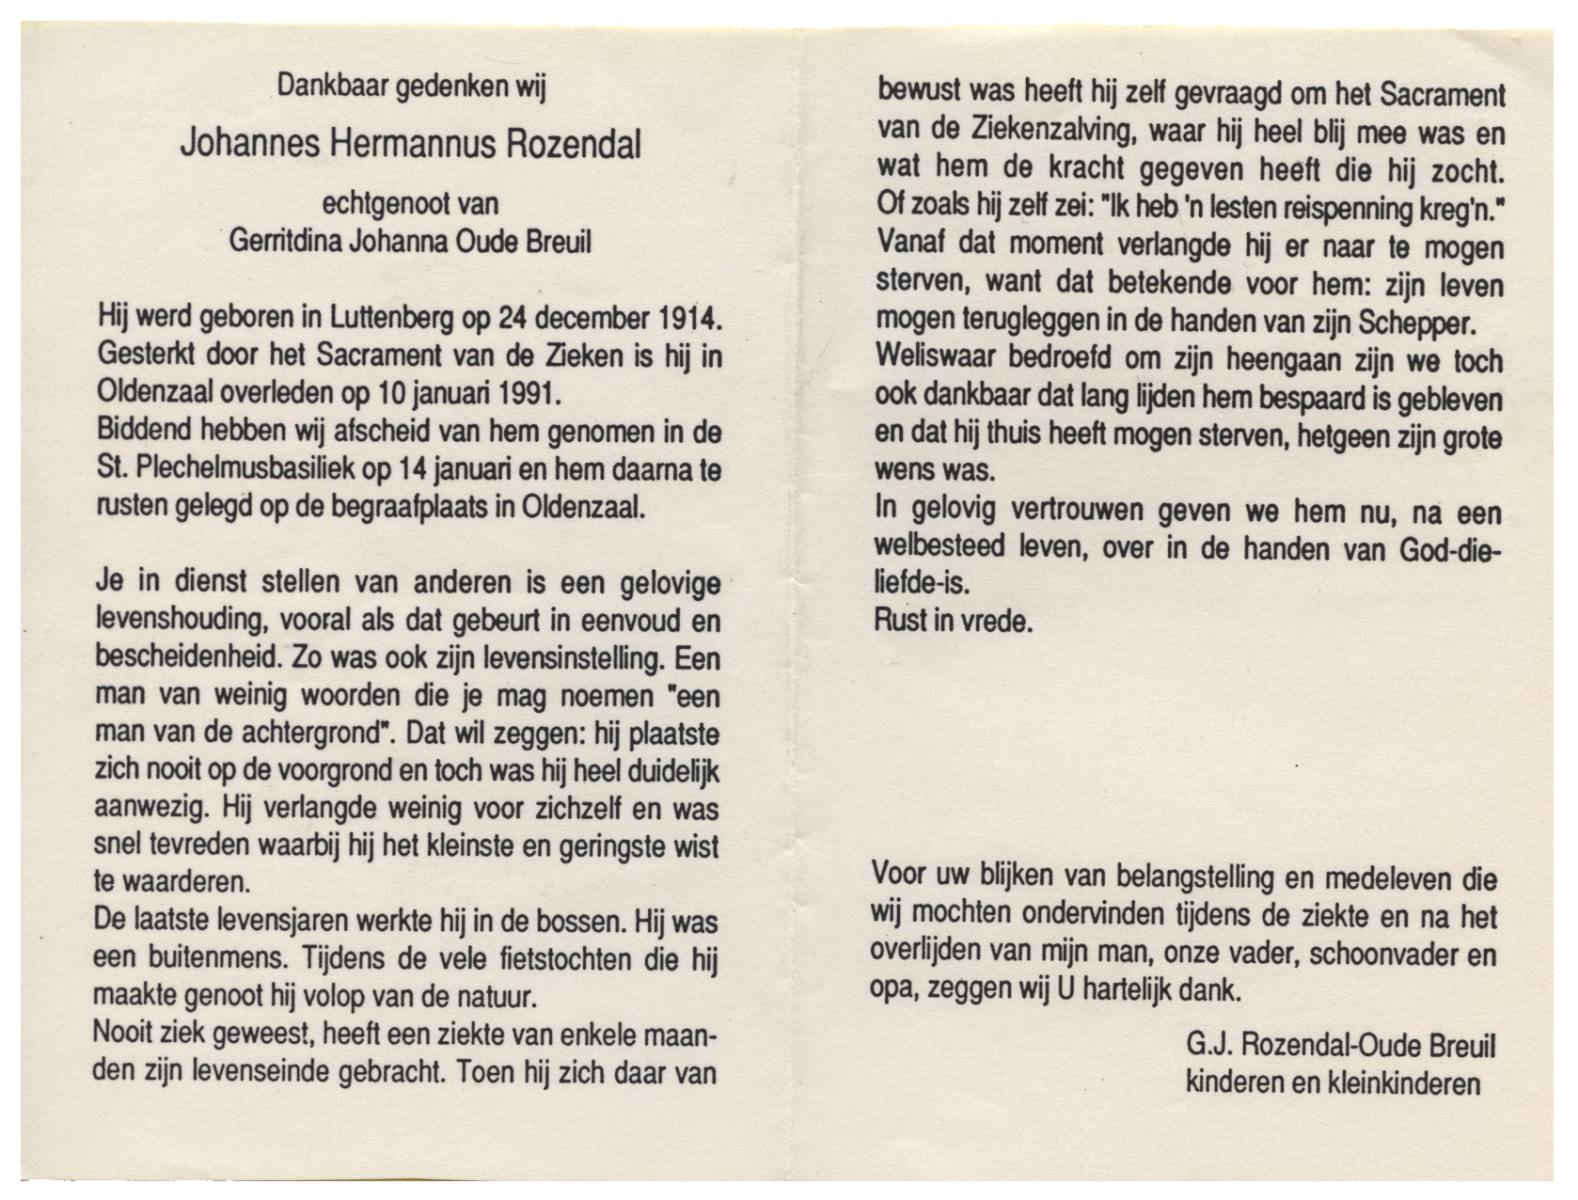 Dankbaar gedenken wij
Johannes Hermannus Rozendal
echtgenoot van
Gerritdina Johanna Oude Breuil
Hij werd geboren in Luttenberg op 24 december 1914.
Gesterkt door het Sacrament van de Zieken is hij in
Oldenzaal overleden op 10 januari 1991.
Biddend hebben wij afscheid van hem genomen in de
St. Plechelmusbasiliek op 14 januari en hem daarna te
rusten gelegd op de begraafplaats in Oldenzaal.
Je in dienst stellen van anderen is een gelovige
levenshouding, vooral als dat gebeurt in eenvoud en
bescheidenheid. Zo was ook zijn levensinstelling. Een
man van weinig woorden die je mag noemen "een
man van de achtergrond". Dat wil zeggen: hij plaatste
zich nooit op de voorgrond en toch was hij heel duidelijk
aanwezig. Hij verlangde weinig voor zichzelf en was
snel tevreden waarbij hij het kleinste en geringste wist
te waarderen.
De laatste levensjaren werkte hij in de bossen. Hij was
een buitenmens. Tijdens de vele fietstochten die hij
maakte genoot hij volop van de natuur.
Nooit ziek geweest, heeft een ziekte van enkele maan-
den zijn levenseinde gebracht. Toen hij zich daar van
bewust was heeft hij zelf gevraagd om het Sacrament
van de Ziekenzalving, waar hij heel blij mee was en
wat hem de kracht gegeven heeft die hij zocht.
Of zoals hij zelf zei: "Ik heb 'n lesten reispenning kreg'n."
Vanaf dat moment verlangde hij er naar te mogen
sterven, want dat betekende voor hem: zijn leven
mogen terugleggen in de handen van zijn Schepper.
Weliswaar bedroefd om zijn heengaan zijn we toch
ook dankbaar dat lang lijden hem bespaard is gebleven
en dat hij thuis heeft mogen sterven, hetgeen zijn grote
wens was.
In gelovig vertrouwen geven we hem nu, na een
welbesteed leven, over in de handen van God-die-
liefde-is.
Rust in vrede.
Voor uw blijken van belangstelling en medeleven die
wij mochten ondervinden tijdens de ziekte en na het
overlijden van mijn man, onze vader, schoonvader en
opa, zeggen wij U hartelijk dank.
G.J. Rozendal-Oude Breuil
kinderen en kleinkinderen